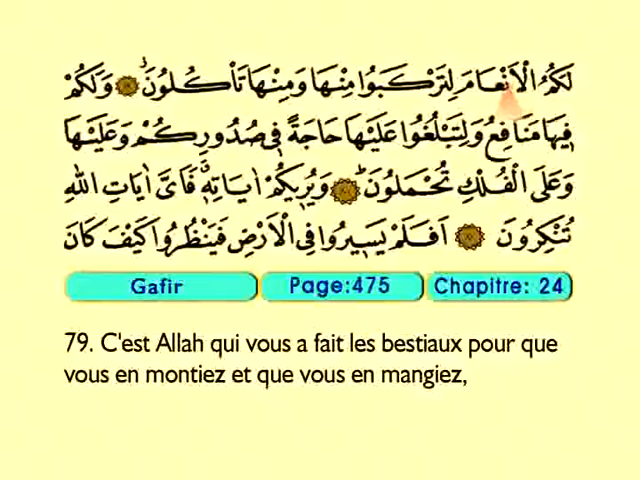 لَكُمُ الْاَنْعَامَ لِتَرْكَبُوا مِنْهَا وَمِنْهَا تَأْكُلُونَۘ وَلَكُمْ
فِيهَا مَنَافِعُ وَلِتَبْلُغُوا عَلَيْهَا حَاجَةً فِي صُدُورِكُمْ وَعَلَيْهَا
وَعَلَى الْفُلْكِ تُحْمَلُونَۜ وَيُرِيكُمْ اٰيَاتِهِۗ فَاَيَّ اٰيَاتِ اللّٰهِ
تُنْكِرُونَ اَفَلَمْ يَسِيرُوا فِي الْاَرْضِ فَيَنْظُرُوا كَيْفَ كَانَ
Gafir Page:475 Chapitre: 24
79. C'est Allah qui vous a fait les bestiaux pour que
vous en montiez et que vous en mangiez,